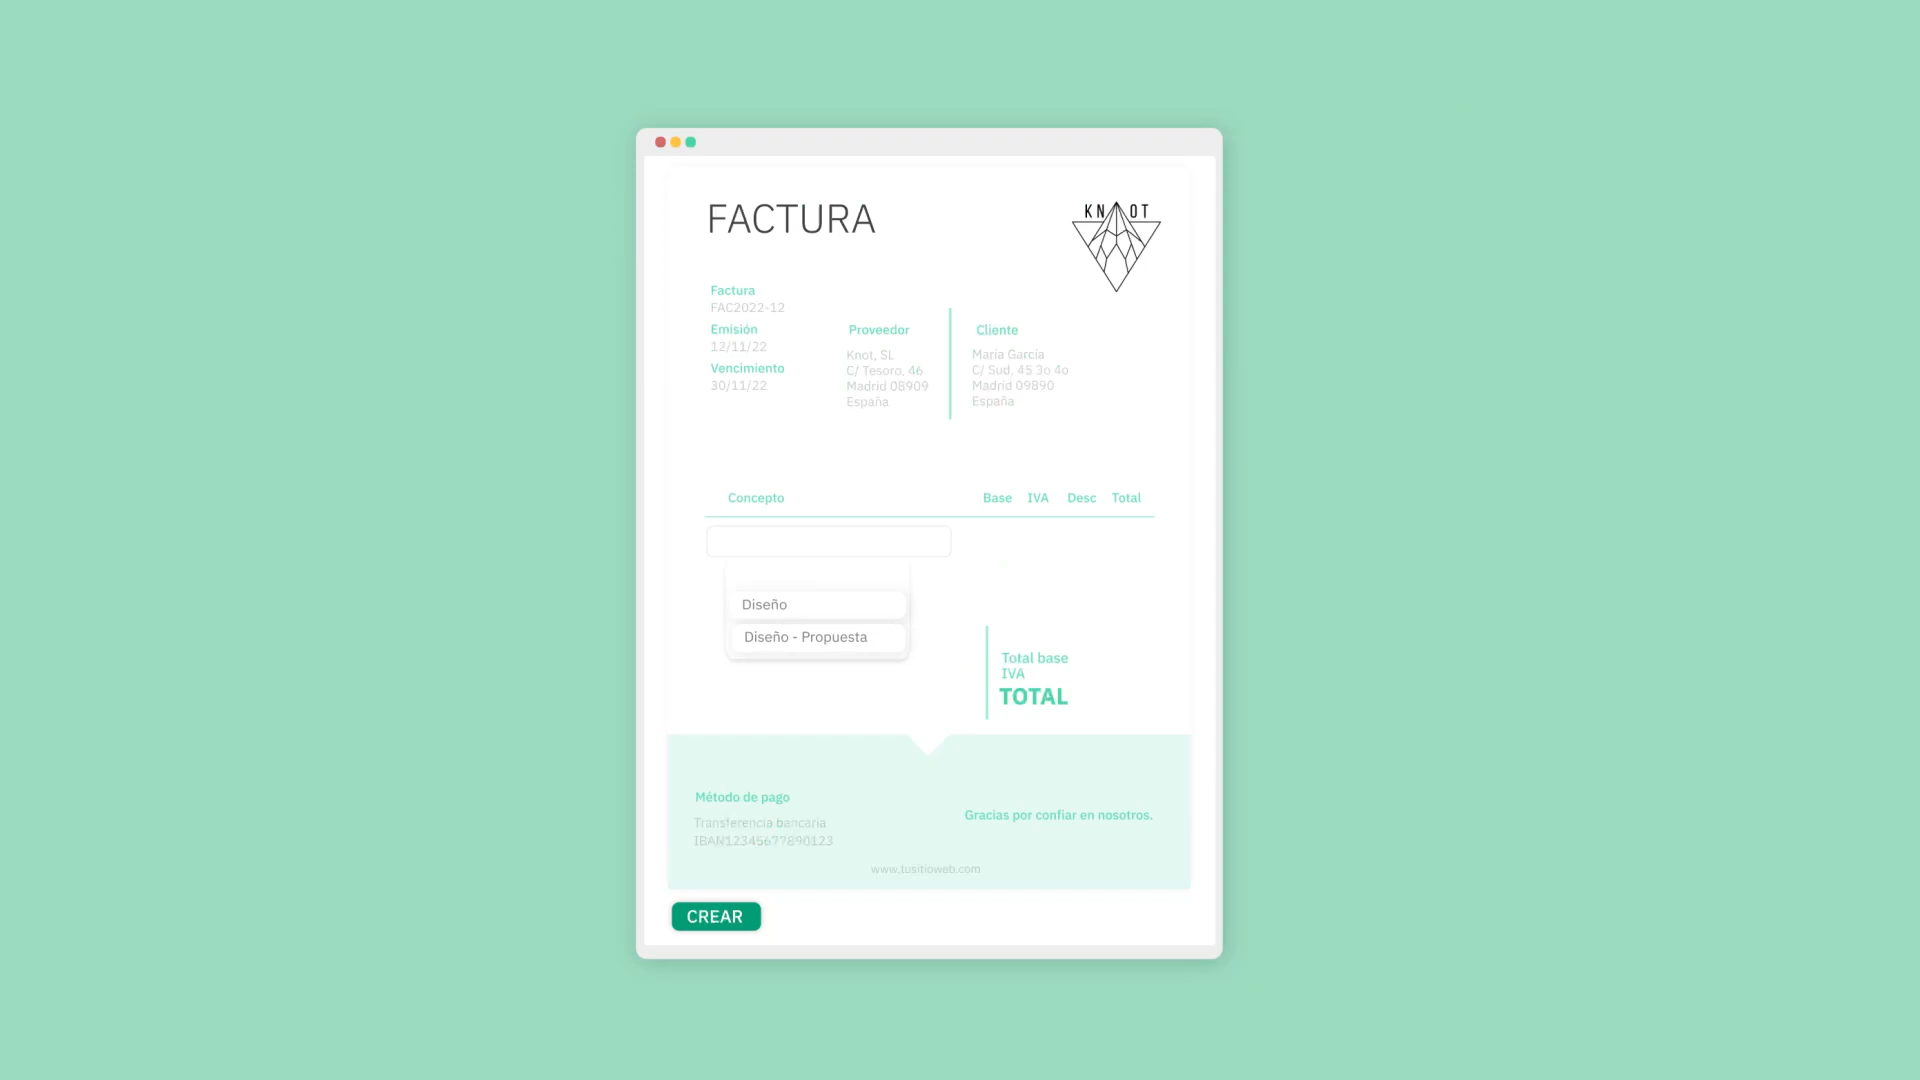 FACTURA
KNOT
Factura
FAC2022-12
Emisión
12/11/22
Vencimiento
30/11/22
Proveedor
Knot, SL
C/ Tesoro, 46
Madrid 08909
España
Cliente
María García
C/ Sud, 45 3o 4o
Madrid 09890
España
Concepto Base IVA Desc Total
Diseño
Diseño - Propuesta
Total base
IVA
TOTAL
Método de pago
Transferencia bancaria
IBAN12345677890123
Gracias por confiar en nosotros.
www.tusitioweb.com
CREAR